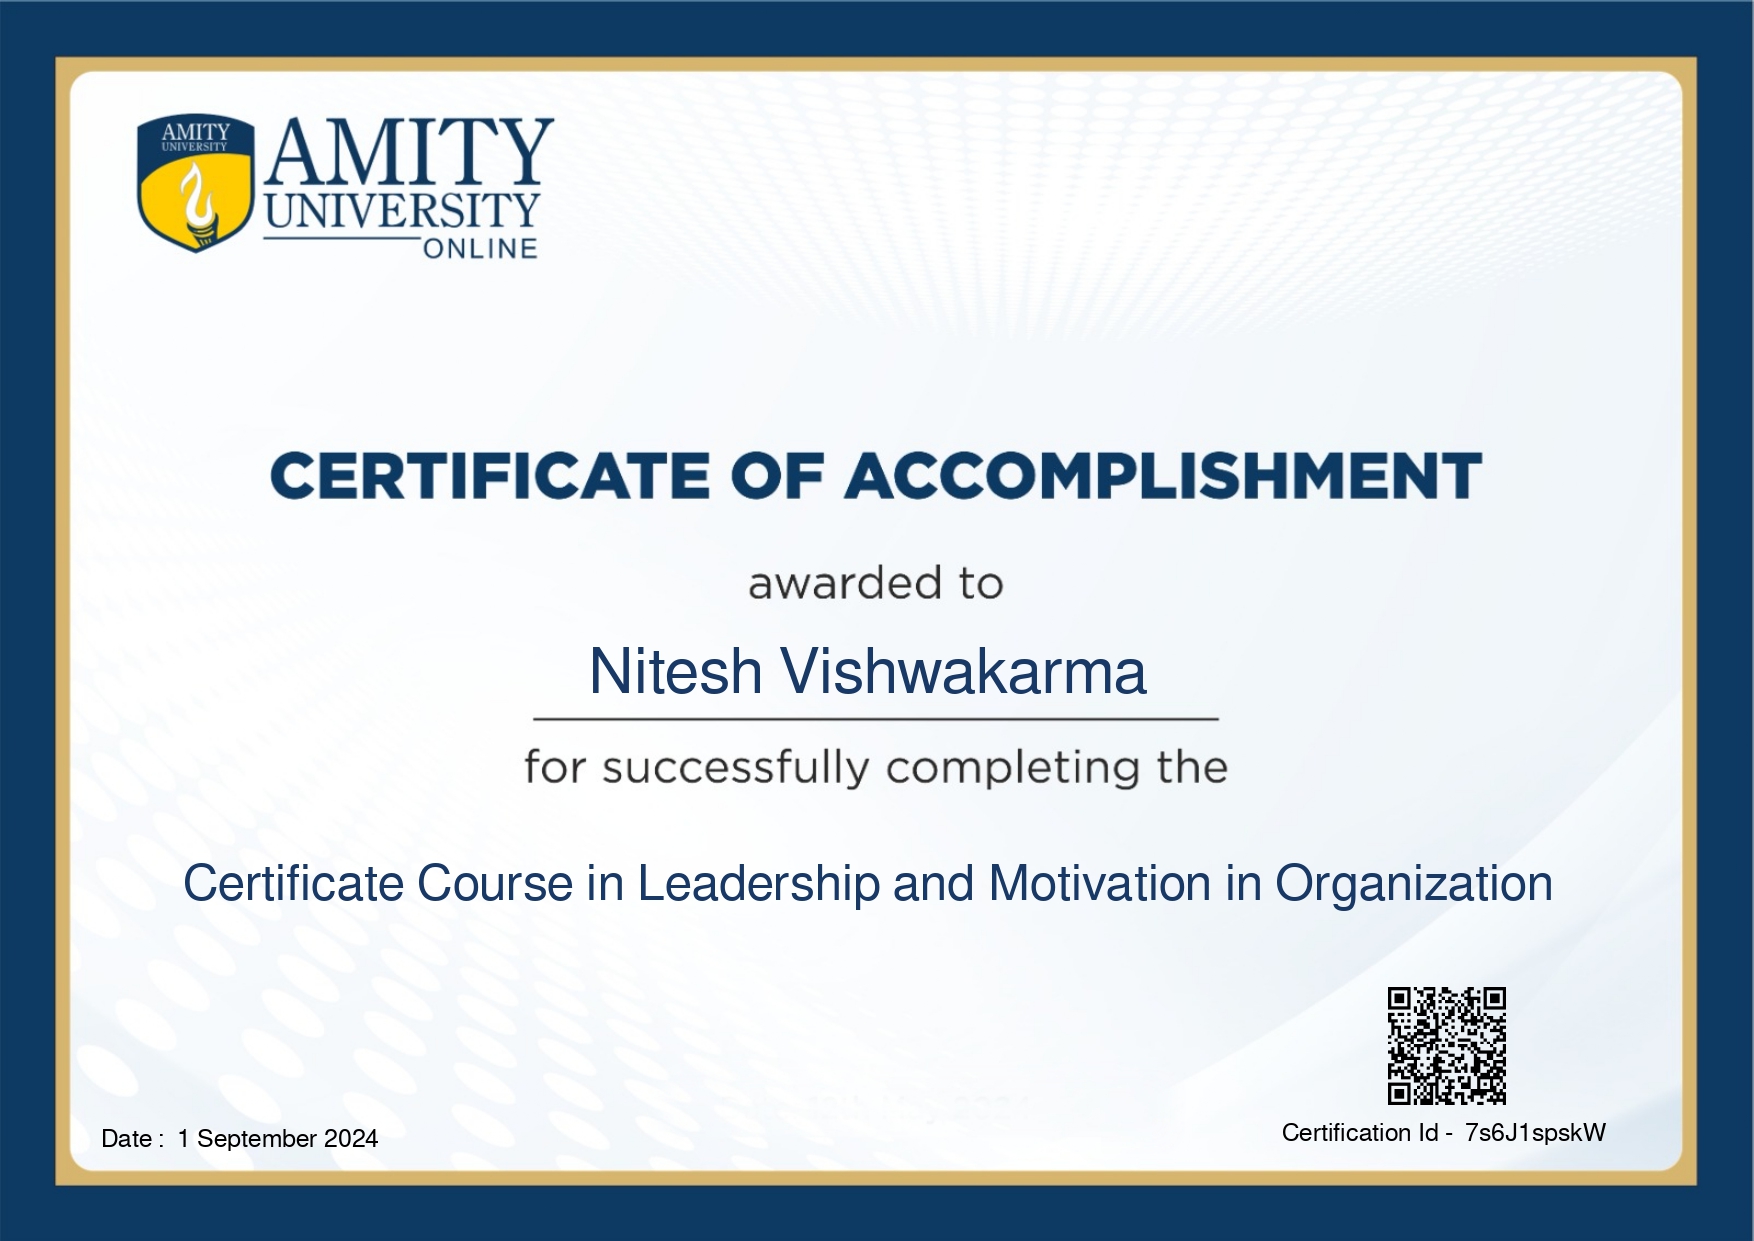 AMITY
UNIVERSITY
AMITY
UNIVERSITY
ONLINE
CERTIFICATE OF ACCOMPLISHMENT
awarded to
Nitesh Vishwakarma
for successfully completing the
Certificate Course in Leadership and Motivation in Organization
Date : 1 September 2024
Certification Id - 7s6J1spskW